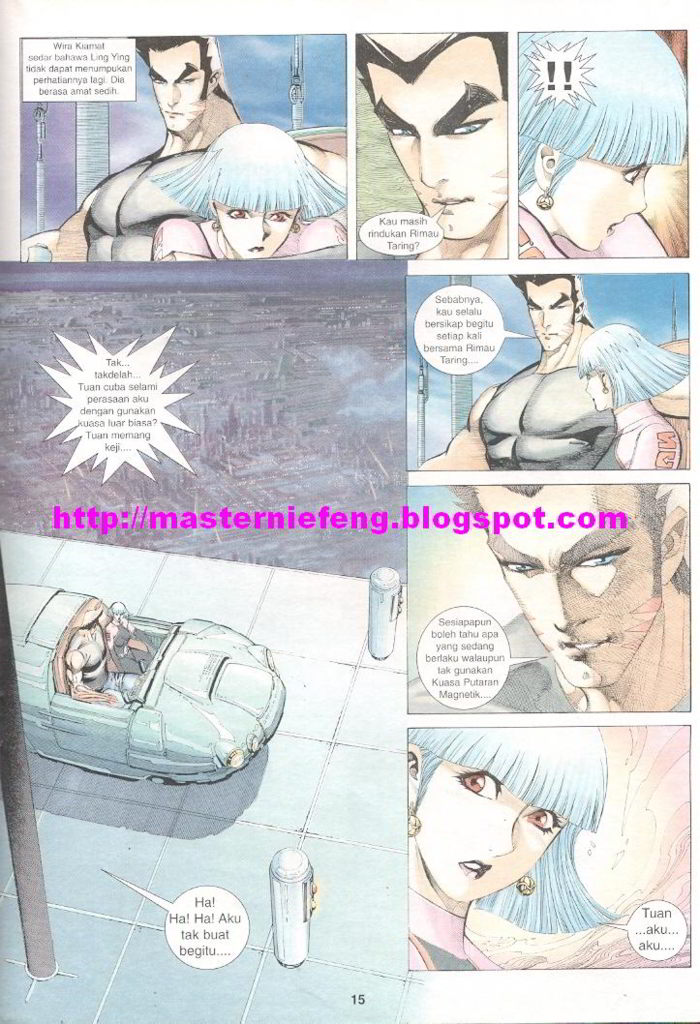 Wira Kiamat
sedar bahawa Ling Ying
tidak dapat menumpukan
perhatiannya lagi. Dia
berasa amat sedih.
Kau masih
rindukan Rimau
Taring?
!!
Sebabnya,
kau selalu
bersikap begitu
setiap kali
bersama Rimau
Taring....
Tak...
takdelah...
Tuan cuba selami
perasaan aku
dengan gunakan
kuasa luar biasa?
Tuan memang
keji....
http://masterniefeng.blogspot.com
Sesiapapun
boleh tahu apa
yang sedang
berlaku walaupun
tak gunakan
Kuasa Putaran
Magnetik....
Ha!
Ha! Ha! Aku
tak buat
begitu....
Tuan
...aku...
aku....
15